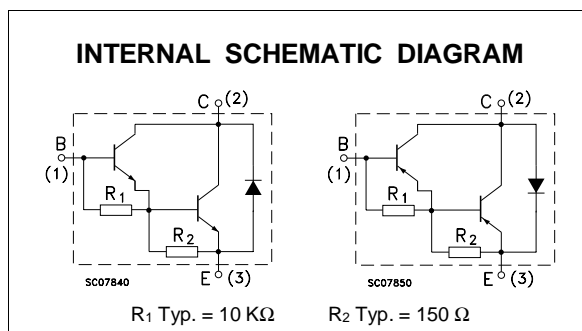 INTERNAL SCHEMATIC DIAGRAM
C (2) C (2)
B B
(1) (1)
R1 R1
R2 R2
SC07840 E (3) SC07850 E (3)
R1 Typ. = 10 KΩ R2 Typ. = 150 Ω